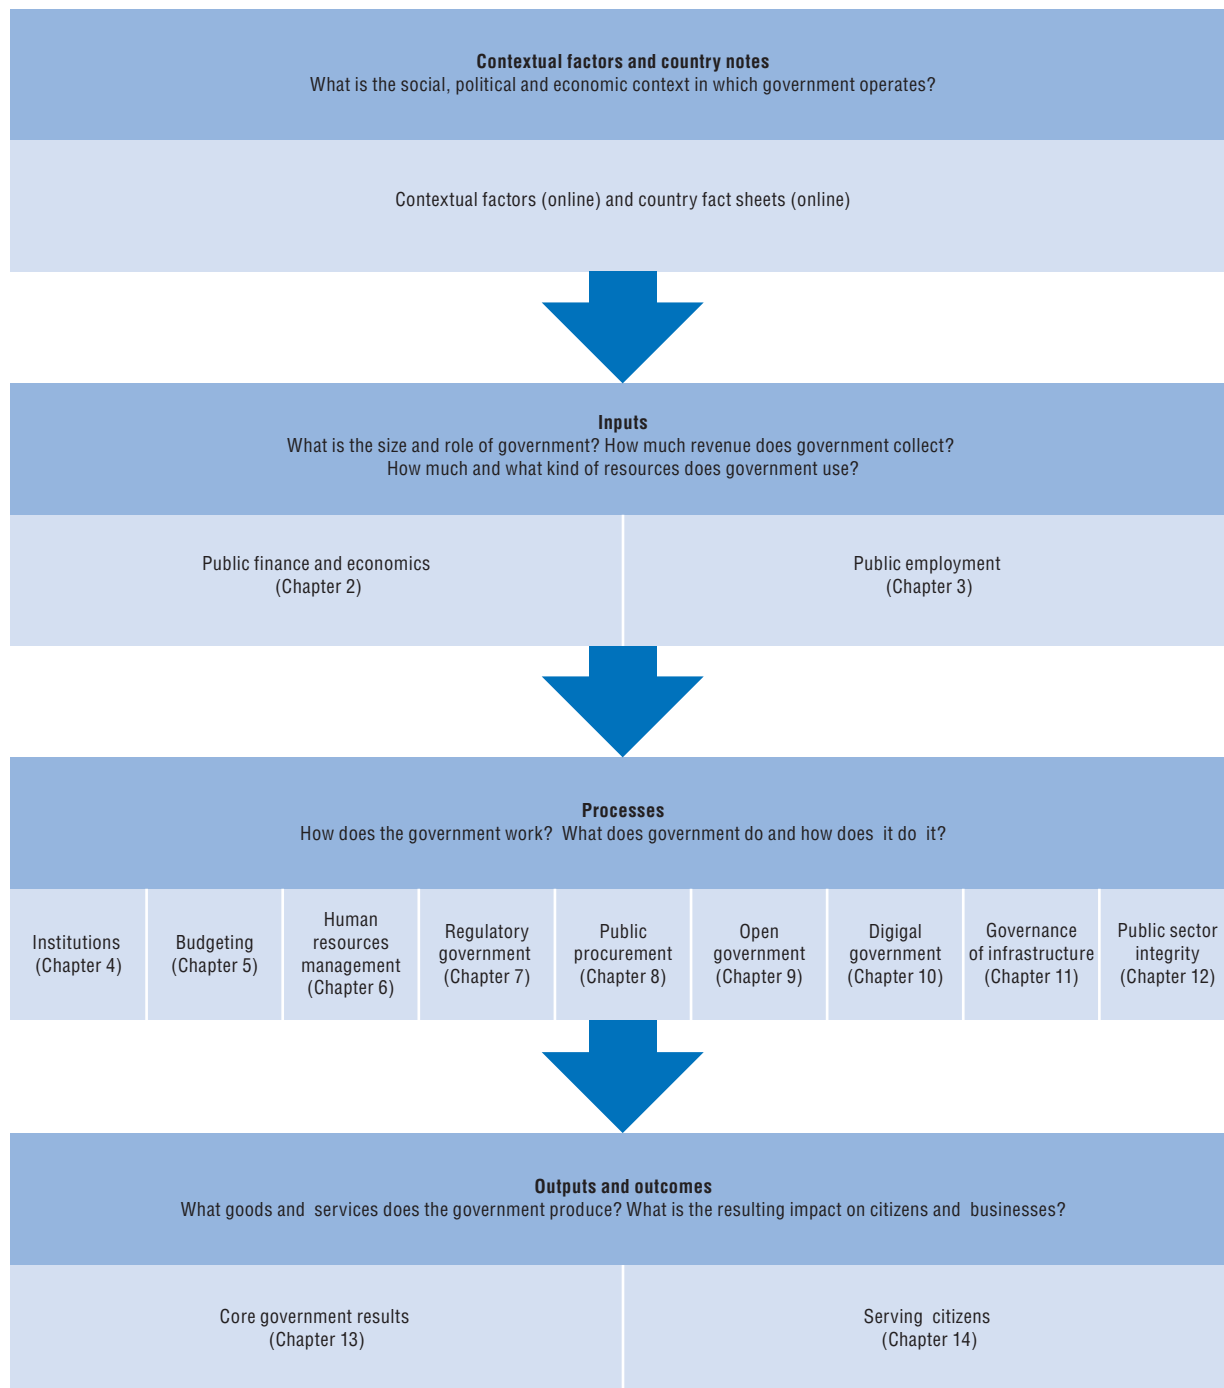 Contextual factors and country notes
What is the social, political and economic context in which government operates?
Contextual factors (online) and country fact sheets (online)
Inputs
What is the size and role of government? How much revenue does government collect?
How much and what kind of resources does government use?
Public finance and economics
(Chapter 2)
Public employment
(Chapter 3)
Processes
How does the government work? What does government do and how does it do it?
Institutions
(Chapter 4)
Budgeting
(Chapter 5)
Human
resources
management
(Chapter 6)
Regulatory
government
(Chapter 7)
Public
procurement
(Chapter 8)
Open
government
(Chapter 9)
Digigal
government
(Chapter 10)
Governance
of infrastructure
(Chapter 11)
Public sector
integrity
(Chapter 12)
Outputs and outcomes
What goods and services does the government produce? What is the resulting impact on citizens and businesses?
Core government results
(Chapter 13)
Serving citizens
(Chapter 14)